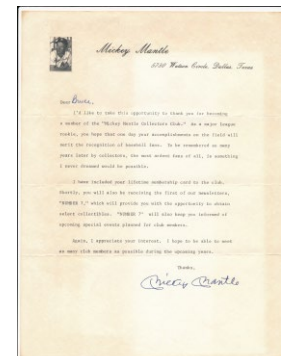 Mickey Mantle
5730 Watson Circle, Dallas, Texas
Dear
I'd like to take this opportunity to thank you for becoming
a member of the "Mickey Mantle Collectors Club." As a major league
rookie, you hope that one day your accomplishments on the field will
merit the recognition of baseball fans. To be remembered so many
years later by collectors, the most astute fans of all, is something
I never dreamed would be possible.
I have included your lifetime membership card to the club.
Shortly, you will also be receiving the first of our newsletters,
"NUMBER 7," which will provide you with the opportunity to obtain
select collectibles. "NUMBER 7" will also keep you informed of
upcoming special events planned for club members.
Again, I appreciate your interest. I hope to be able to meet
as many club members as possible during the upcoming years.
Thanks,
Mickey Mantle